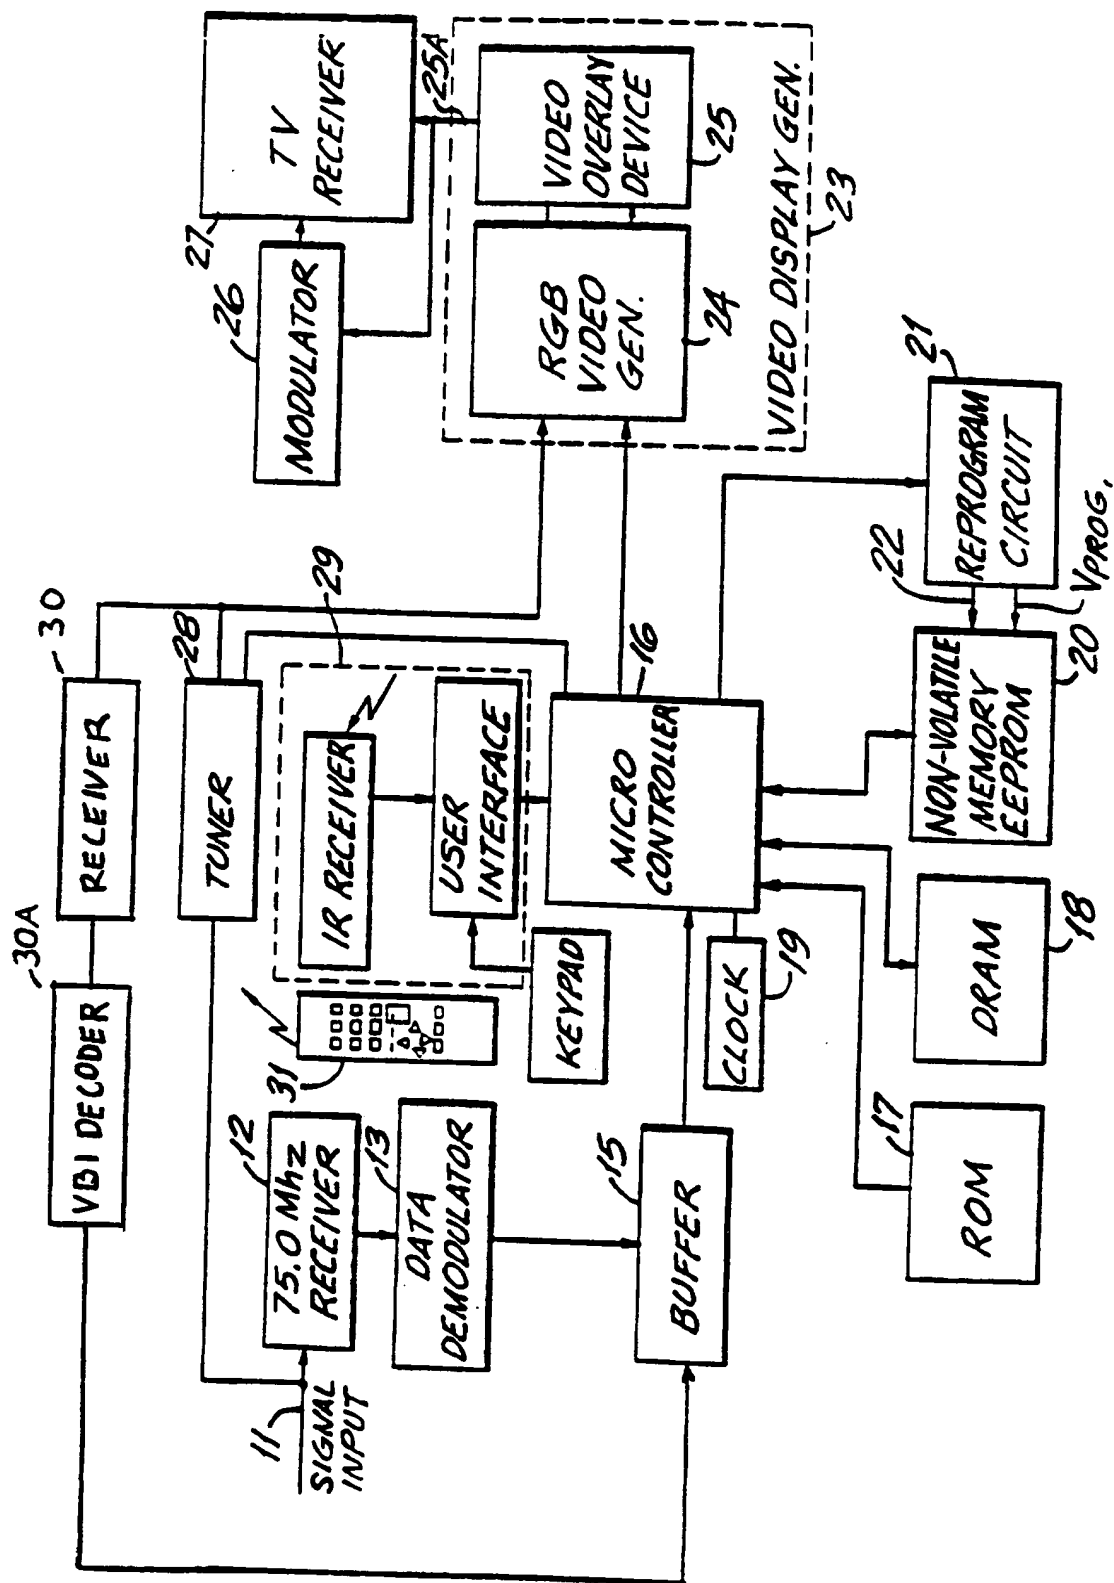 30A
VBI DECODER
30
RECEIVER
28
TUNER
27
TV
RECEIVER
26
MODULATOR
25A
VIDEO
OVERLAY
DEVICE
25
RGB
VIDEO
GEN.
24
VIDEO DISPLAY GEN.
23
29
IR RECEIVER
USER
INTERFACE
31
KEYPAD
11
SIGNAL
INPUT
12
75.0 Mhz
RECEIVER
13
DATA
DEMODULATOR
15
BUFFER
16
MICRO
CONTROLLER
CLOCK
19
17
ROM
DRAM
18
NON-VOLATILE
MEMORY
EEPROM
20
22
VPROG.
21
REPROGRAM
CIRCUIT